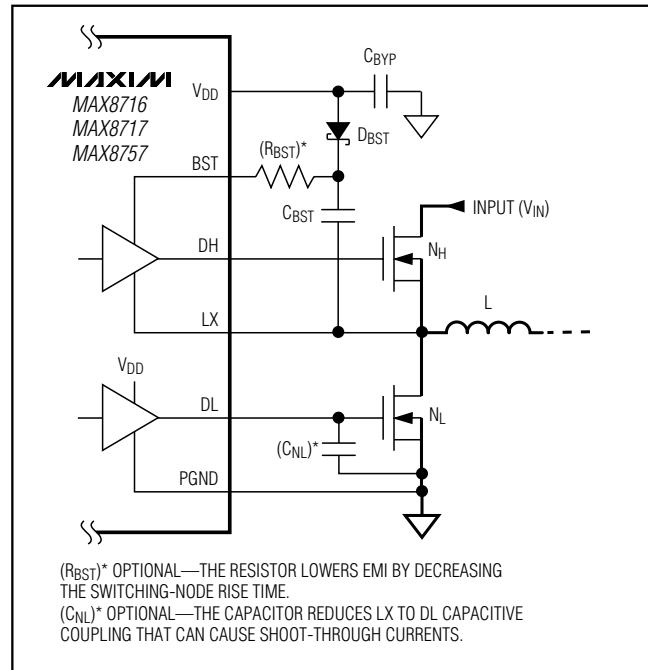 MAXIM
MAX8716
MAX8717
MAX8757
VDD
CBYP
DBST
BST
(RBST)*
CBST
INPUT (VIN)
DH
NH
LX
L
VDD
DL
NL
(CNL)*
PGND
(RBST)* OPTIONAL—THE RESISTOR LOWERS EMI BY DECREASING
THE SWITCHING-NODE RISE TIME.
(CNL)* OPTIONAL—THE CAPACITOR REDUCES LX TO DL CAPACITIVE
COUPLING THAT CAN CAUSE SHOOT-THROUGH CURRENTS.